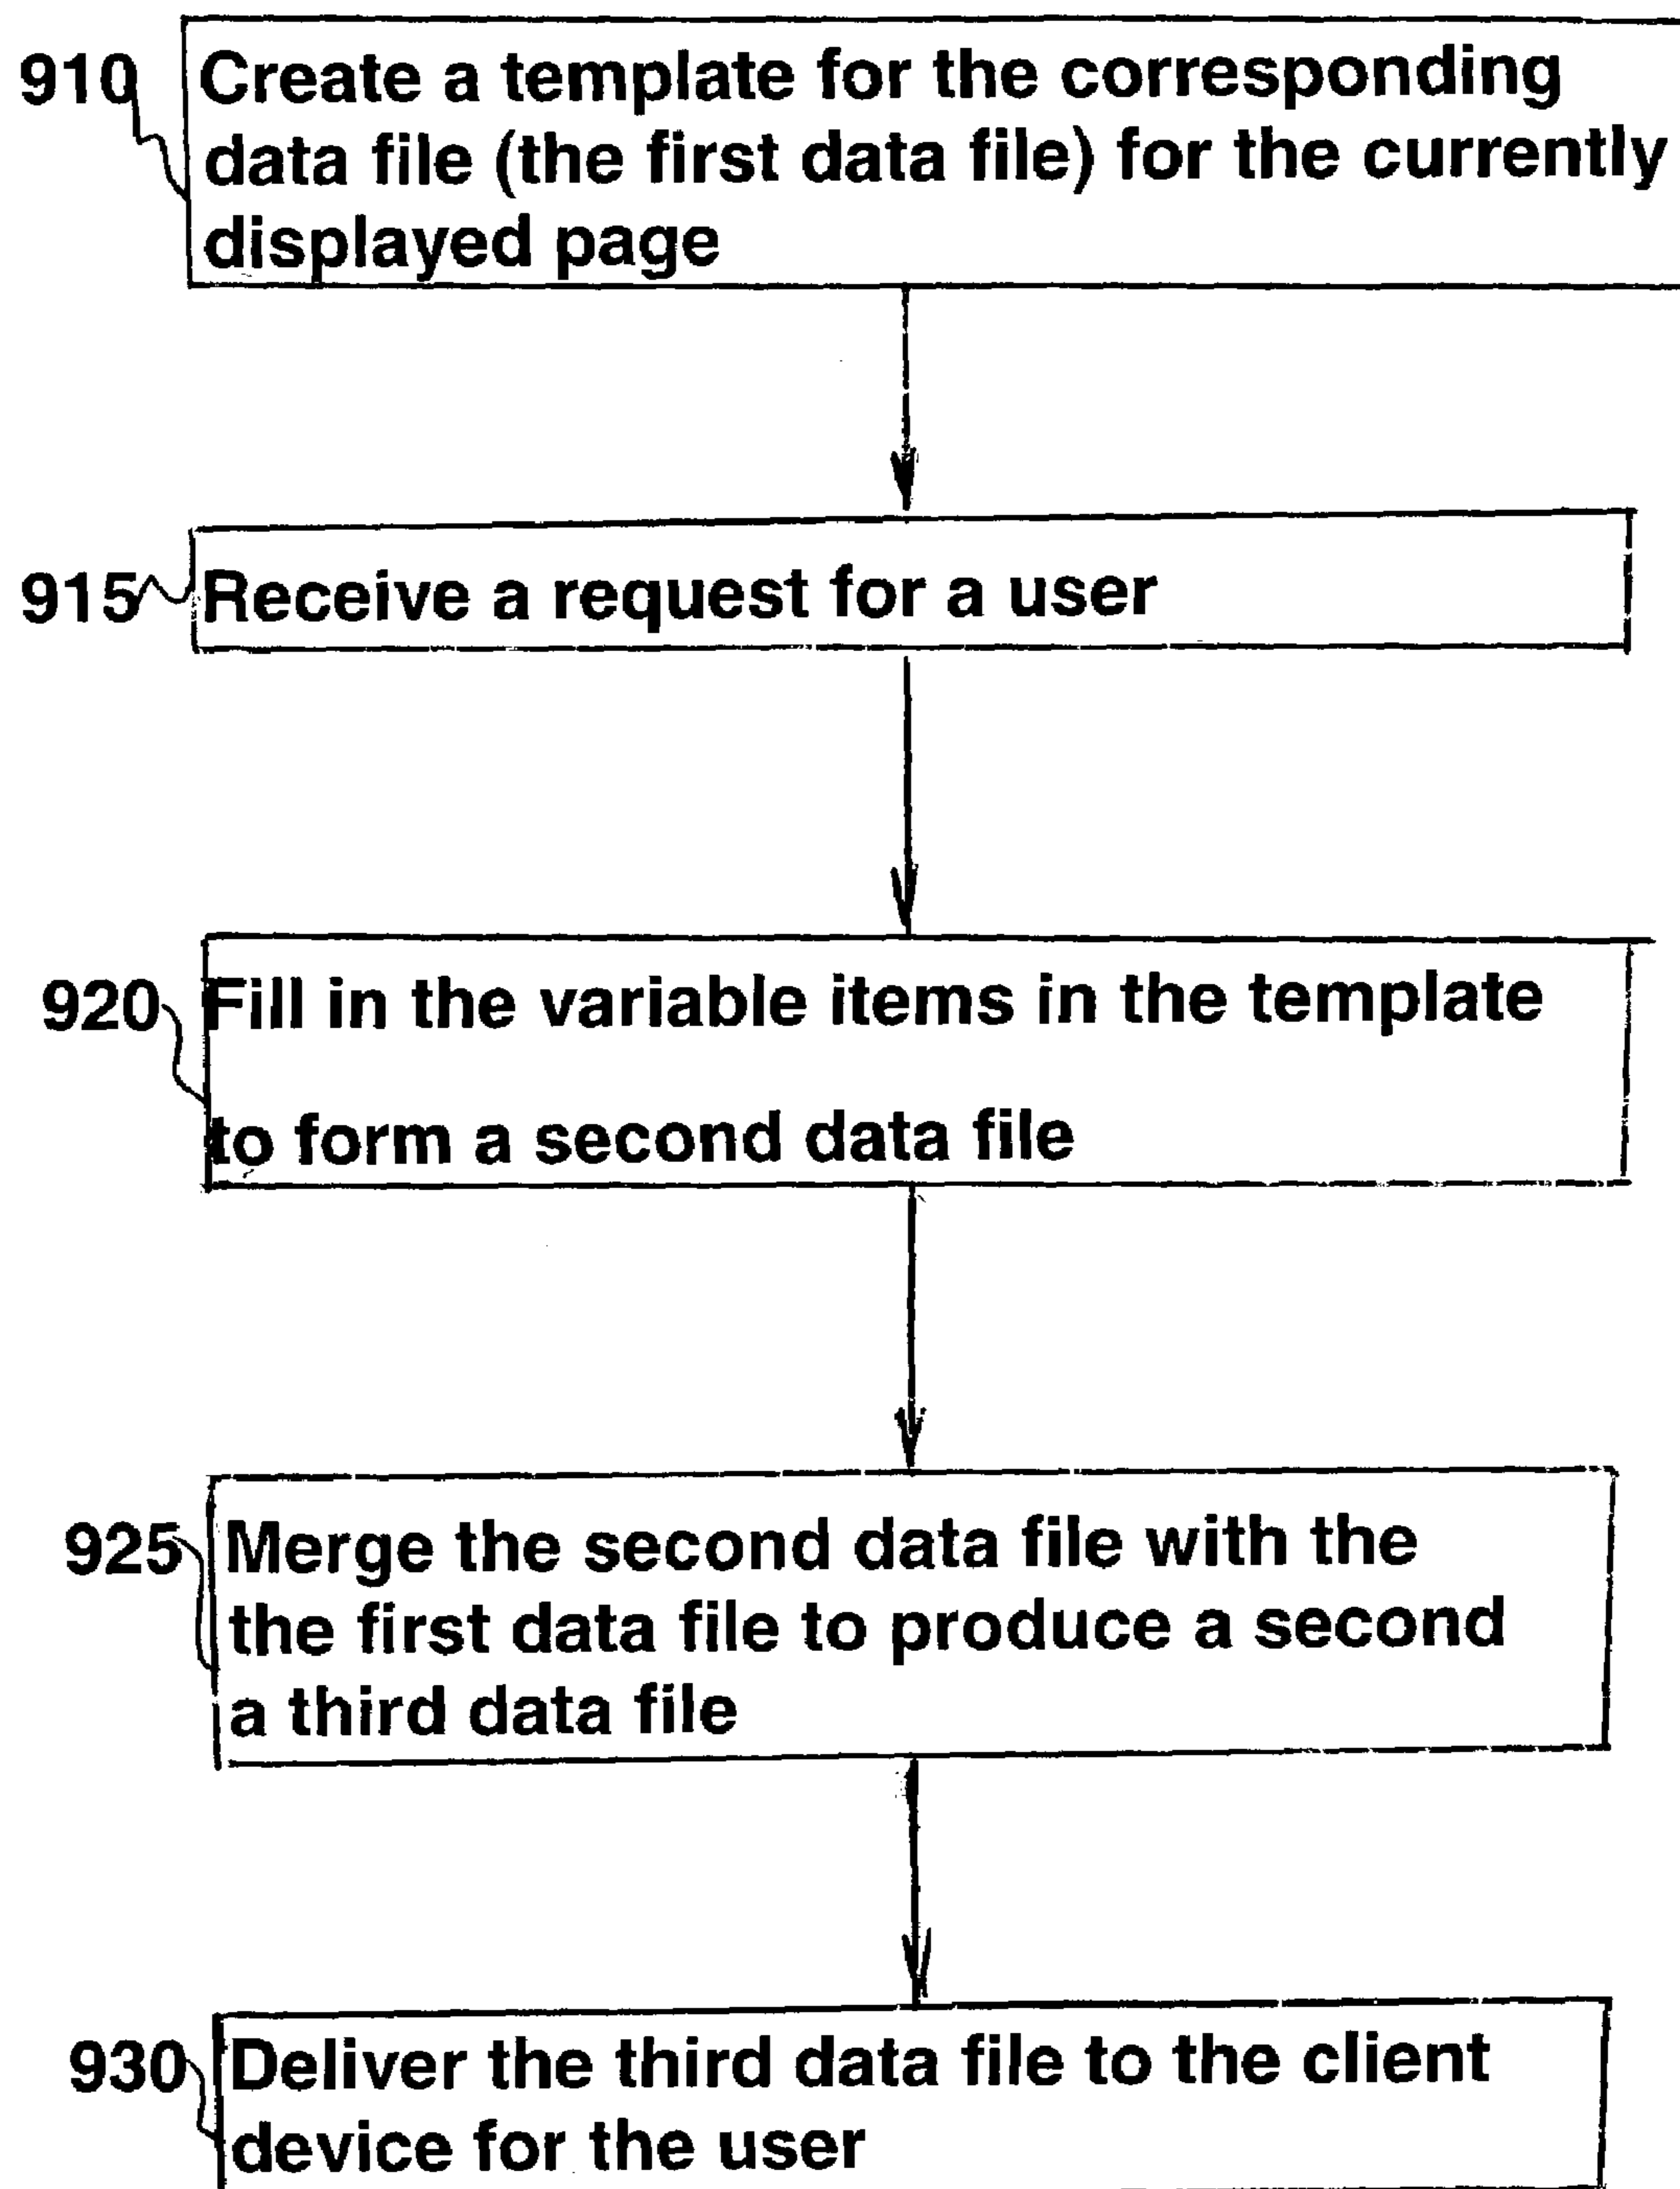 910 Create a template for the corresponding
data file (the first data file) for the currently
displayed page
915 Receive a request for a user
920 Fill in the variable items in the template
to form a second data file
925 Merge the second data file with the
the first data file to produce a second
a third data file
930 Deliver the third data file to the client
device for the user